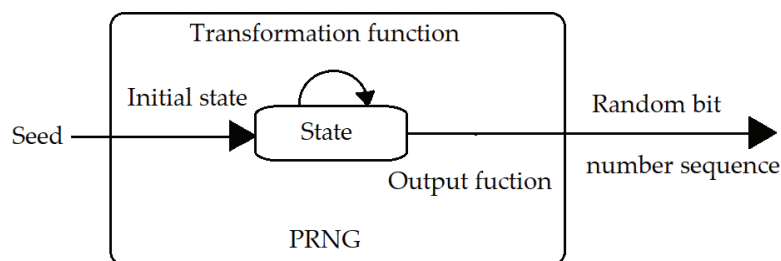 Transformation function
Initial state
Seed
State
Random bit
number sequence
Output fuction
PRNG